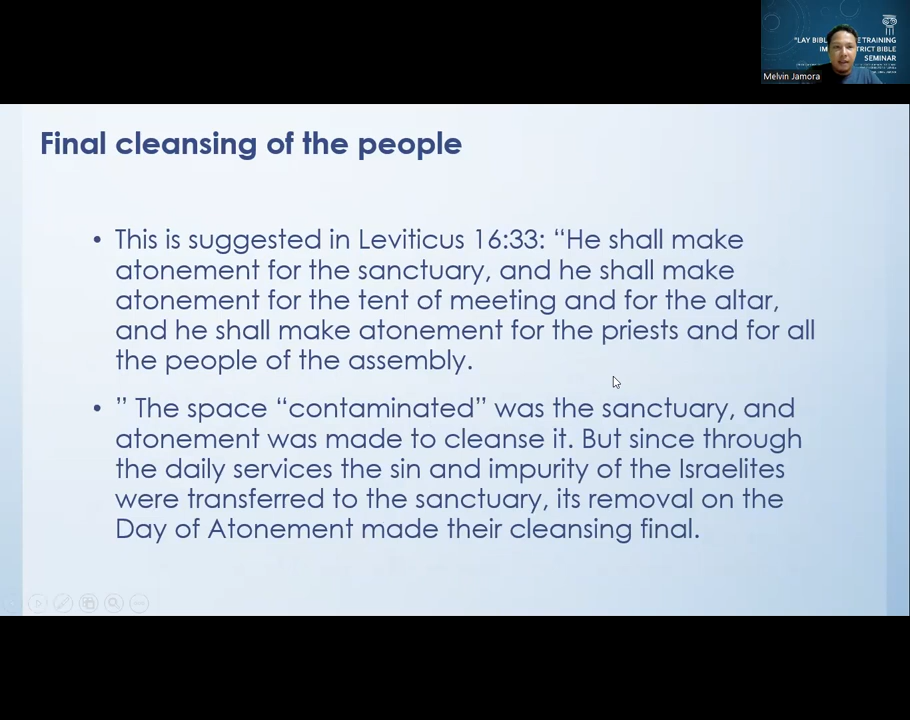 "LAY BIBLE TRAINING
BIBLE
SEMINAR
Melvin Jamora
Final cleansing of the people
• This is suggested in Leviticus 16:33: “He shall make
atonement for the sanctuary, and he shall make
atonement for the tent of meeting and for the altar,
and he shall make atonement for the priests and for all
the people of the assembly.
• ” The space “contaminated” was the sanctuary, and
atonement was made to cleanse it. But since through
the daily services the sin and impurity of the Israelites
were transferred to the sanctuary, its removal on the
Day of Atonement made their cleansing final.